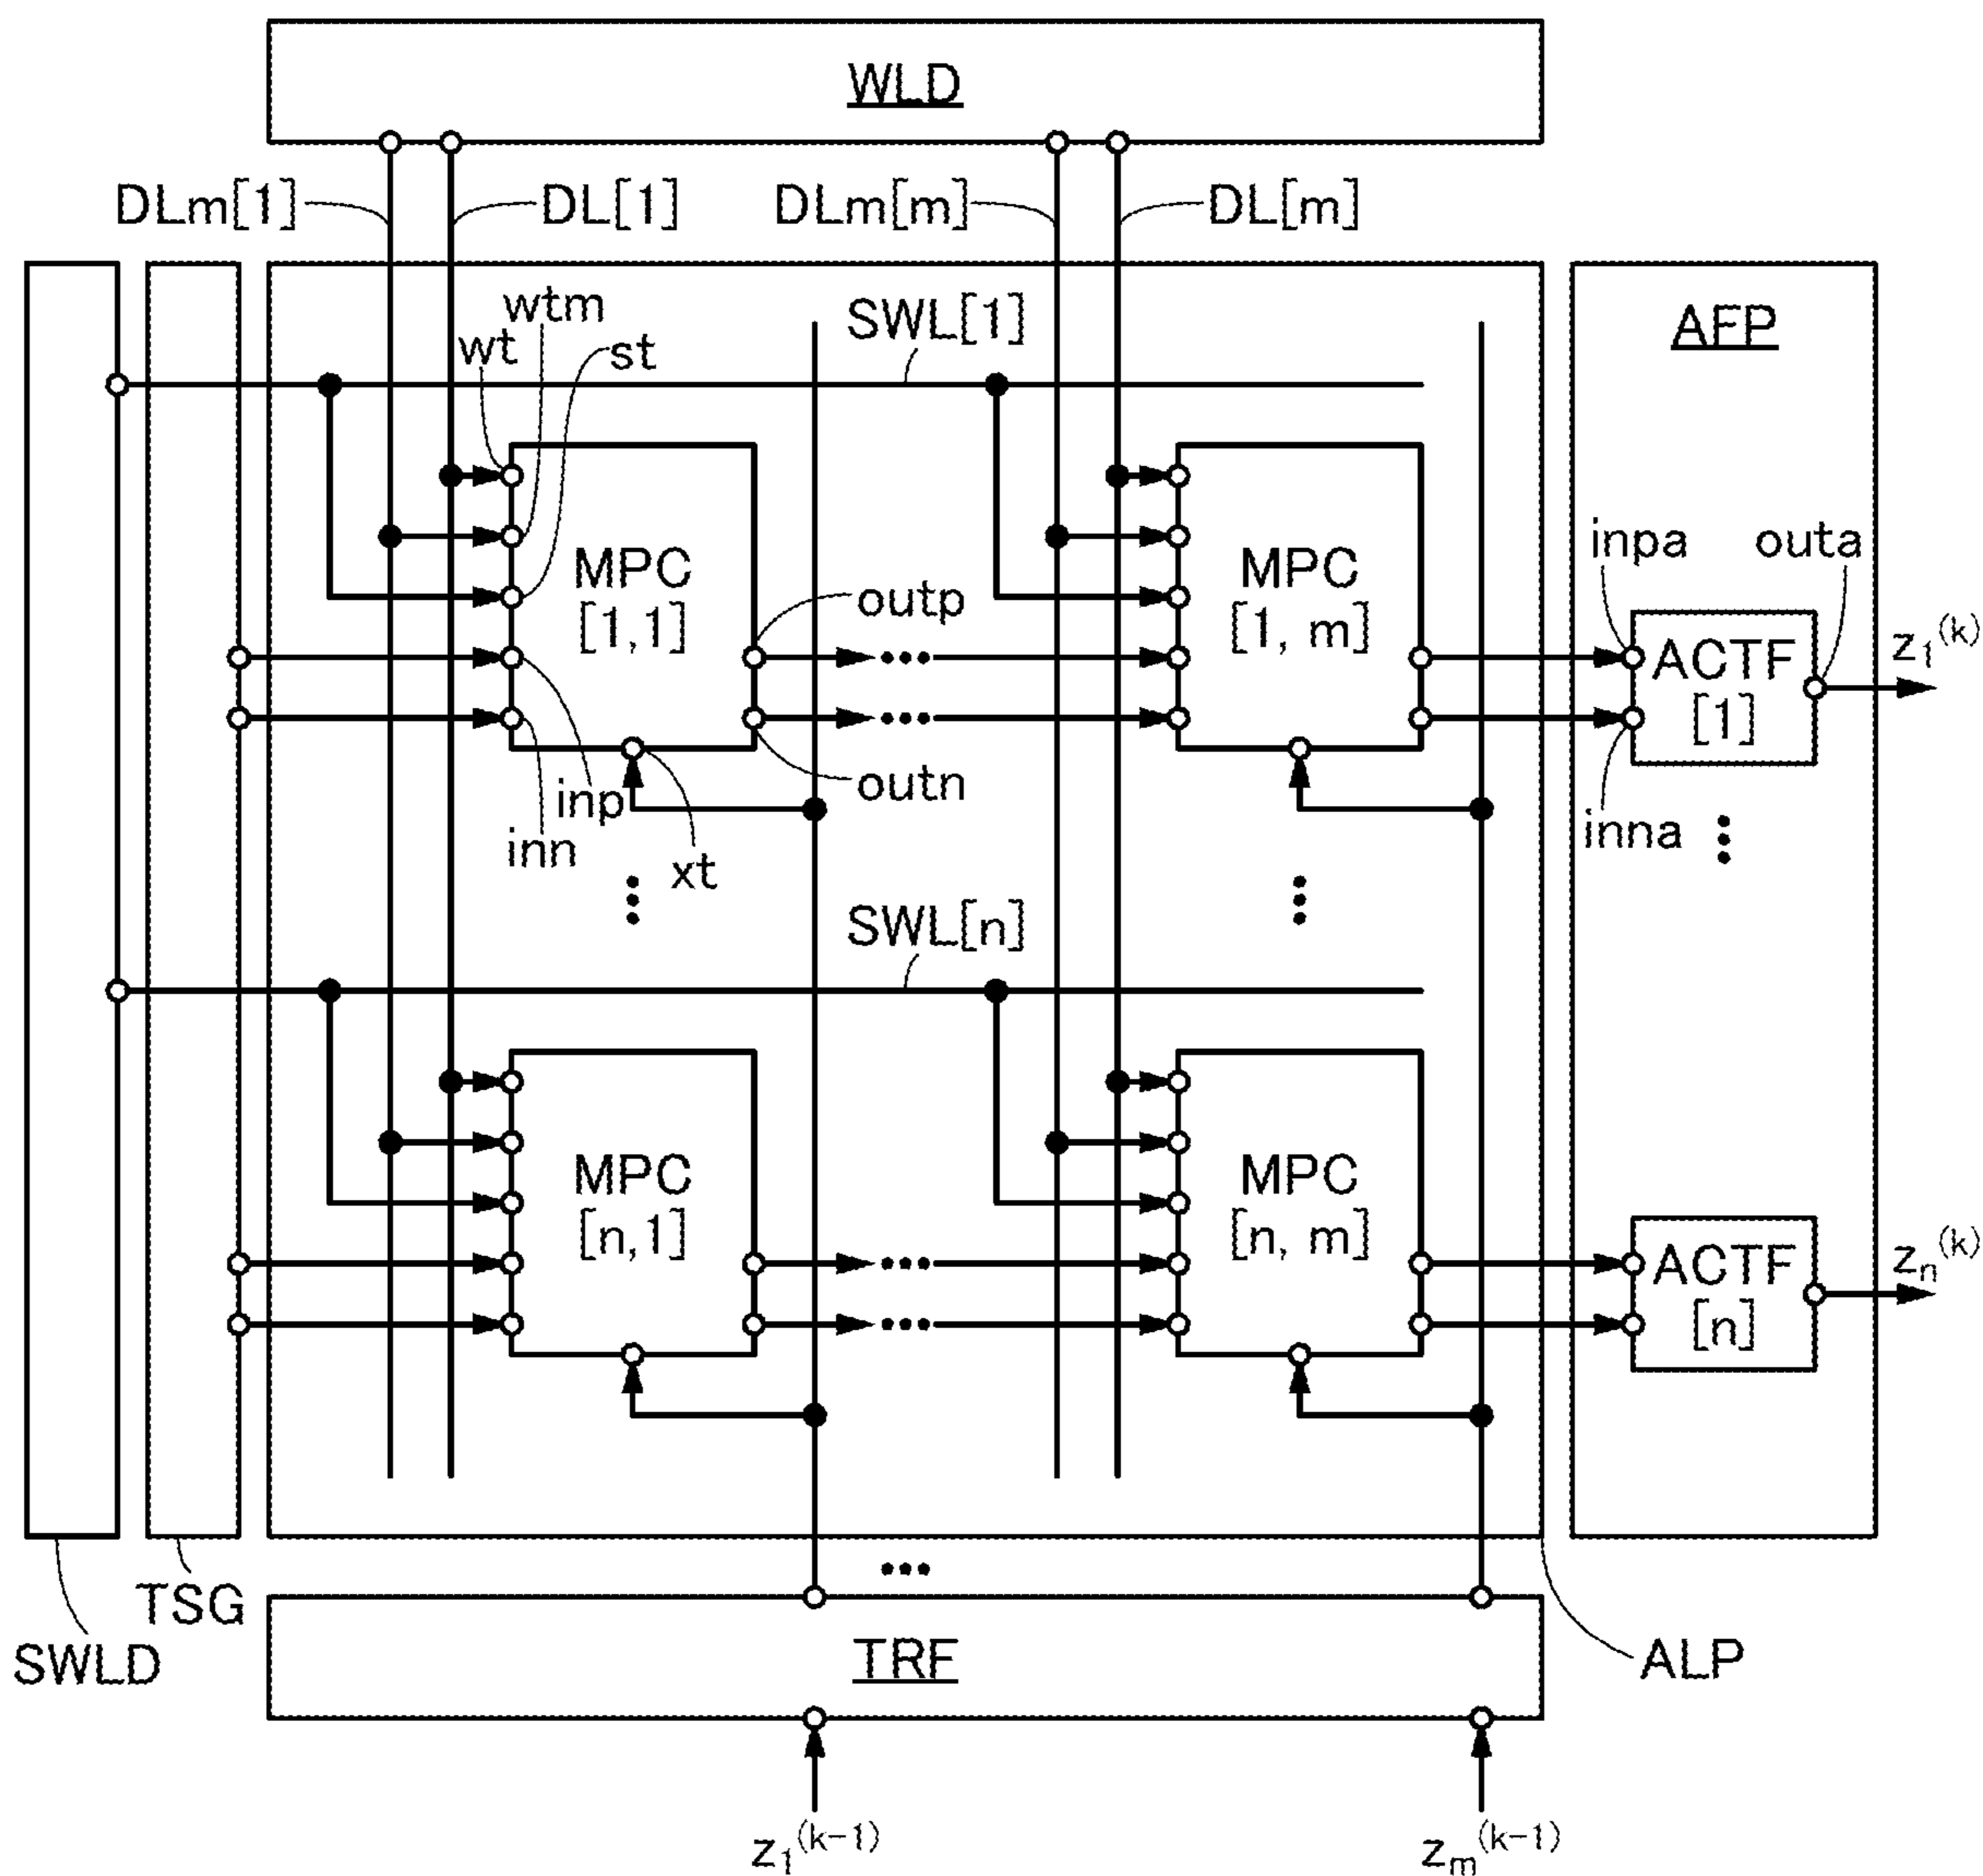 WLD
DLm[1]
DL[1]
DLm[m]
DL[m]
wtm
wt
st
SWL[1]
AFP
MPC
[1,1]
MPC
[1, m]
inpa
outa
outp
ACTF
[1]
z₁⁽ᵏ⁾
outn
inp
inn
xt
inna
SWL[n]
MPC
[n,1]
MPC
[n, m]
ACTF
[n]
zₙ⁽ᵏ⁾
TSG
SWLD
TRF
ALP
z₁⁽ᵏ⁻¹⁾
zₘ⁽ᵏ⁻¹⁾